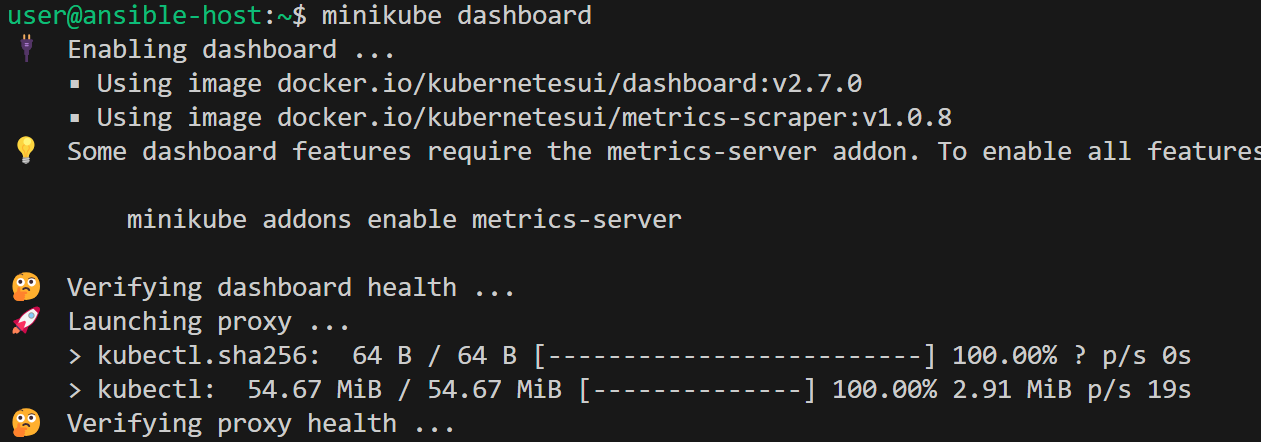 user@ansible-host:~$ minikube dashboard
🔌 Enabling dashboard ...
▪ Using image docker.io/kubernetesui/dashboard:v2.7.0
▪ Using image docker.io/kubernetesui/metrics-scraper:v1.0.8
💡 Some dashboard features require the metrics-server addon. To enable all features
minikube addons enable metrics-server
🤔 Verifying dashboard health ...
🚀 Launching proxy ...
> kubectl.sha256:  64 B / 64 B [-------------------------] 100.00% ? p/s 0s
> kubectl:  54.67 MiB / 54.67 MiB [--------------] 100.00% 2.91 MiB p/s 19s
🤔 Verifying proxy health ...